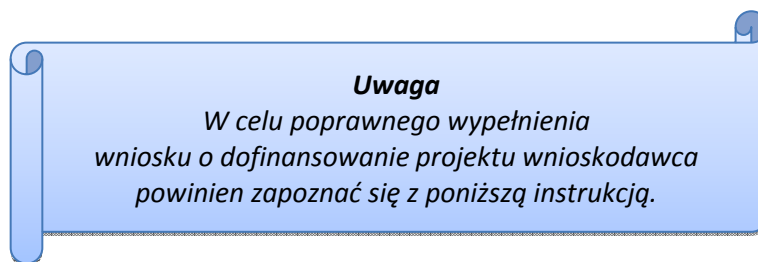 Uwaga
W celu poprawnego wypełnienia
wniosku o dofinansowanie projektu wnioskodawca
powinien zapoznać się z poniższą instrukcją.